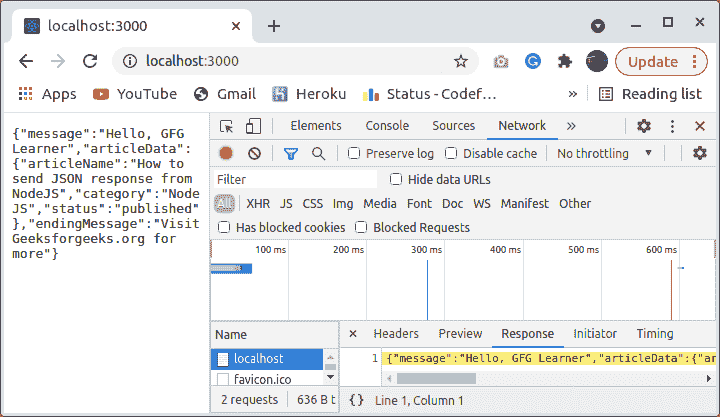 localhost:3000
localhost:3000
Update
Apps YouTube Gmail Heroku Status - Codef... » Reading list
{"message":"Hello, GFG
Learner","articleData":
{"articleName":"How to
send JSON response from
NodeJS","category":"Node
JS","status":"published"
},"endingMessage":"Visit
Geeksforgeeks.org for
more"}
Elements Console Sources Network »
Preserve log Disable cache No throttling
Filter Hide data URLs
All XHR JS CSS Img Media Font Doc WS Manifest Other
Has blocked cookies Blocked Requests
100 ms 200 ms 300 ms 400 ms 500 ms 600 ms
Name
localhost
favicon.ico
2 requests 636 B t
Headers Preview Response Initiator Timing
1 {"message":"Hello, GFG Learner","articleData":{"ar
{} Line 1, Column 1